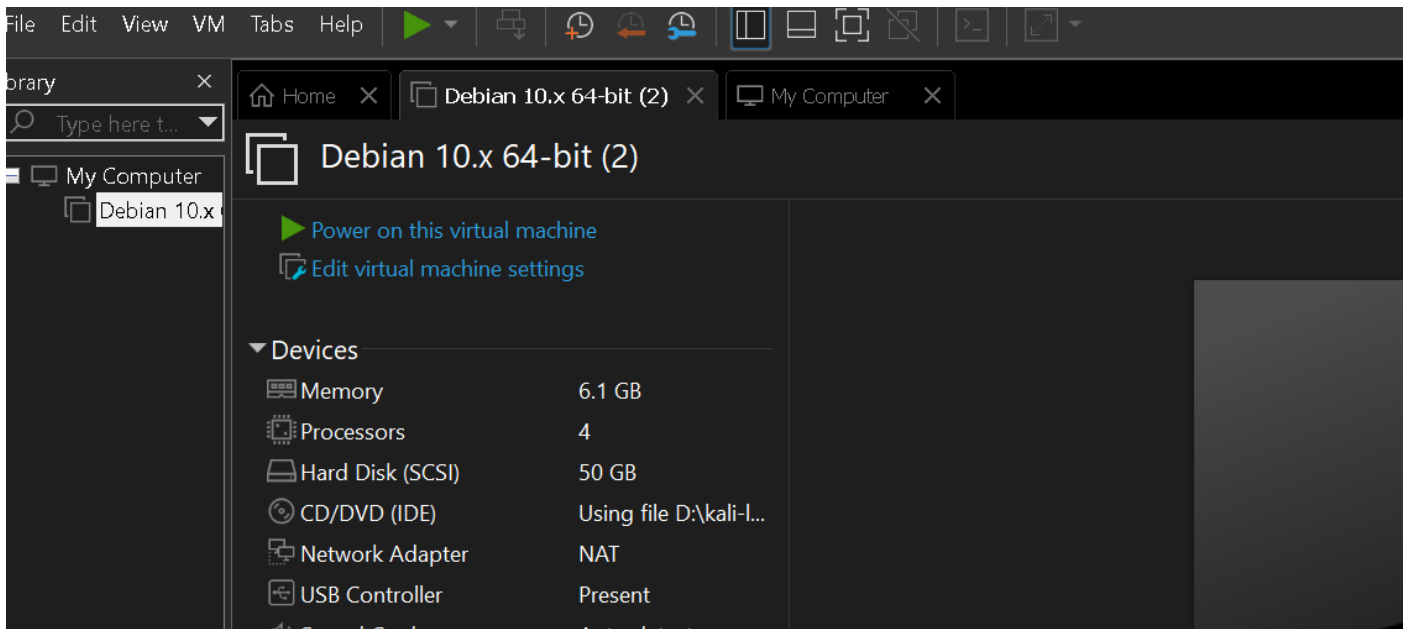 File Edit View VM Tabs Help
brary
Type here t...
My Computer
Debian 10.x
Home
Debian 10.x 64-bit (2)
My Computer
Debian 10.x 64-bit (2)
Power on this virtual machine
Edit virtual machine settings
Devices
Memory 6.1 GB
Processors 4
Hard Disk (SCSI) 50 GB
CD/DVD (IDE) Using file D:\kali-l...
Network Adapter NAT
USB Controller Present